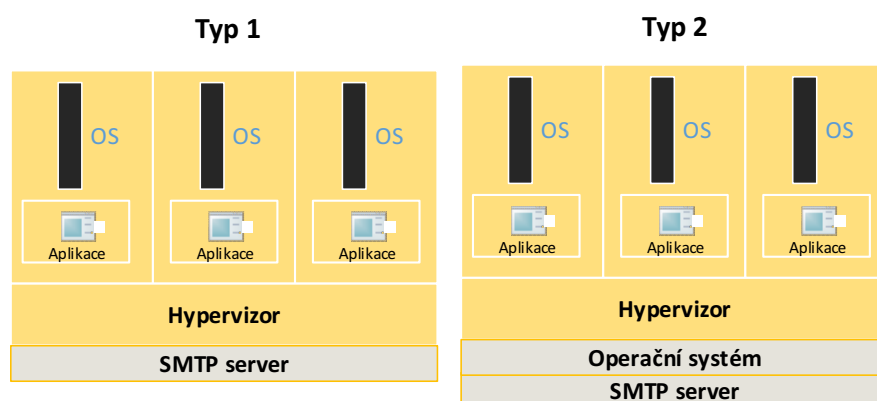 Typ 1
OS OS OS
Aplikace Aplikace Aplikace
Hypervizor
SMTP server
Typ 2
OS OS OS
Aplikace Aplikace Aplikace
Hypervizor
Operační systém
SMTP server